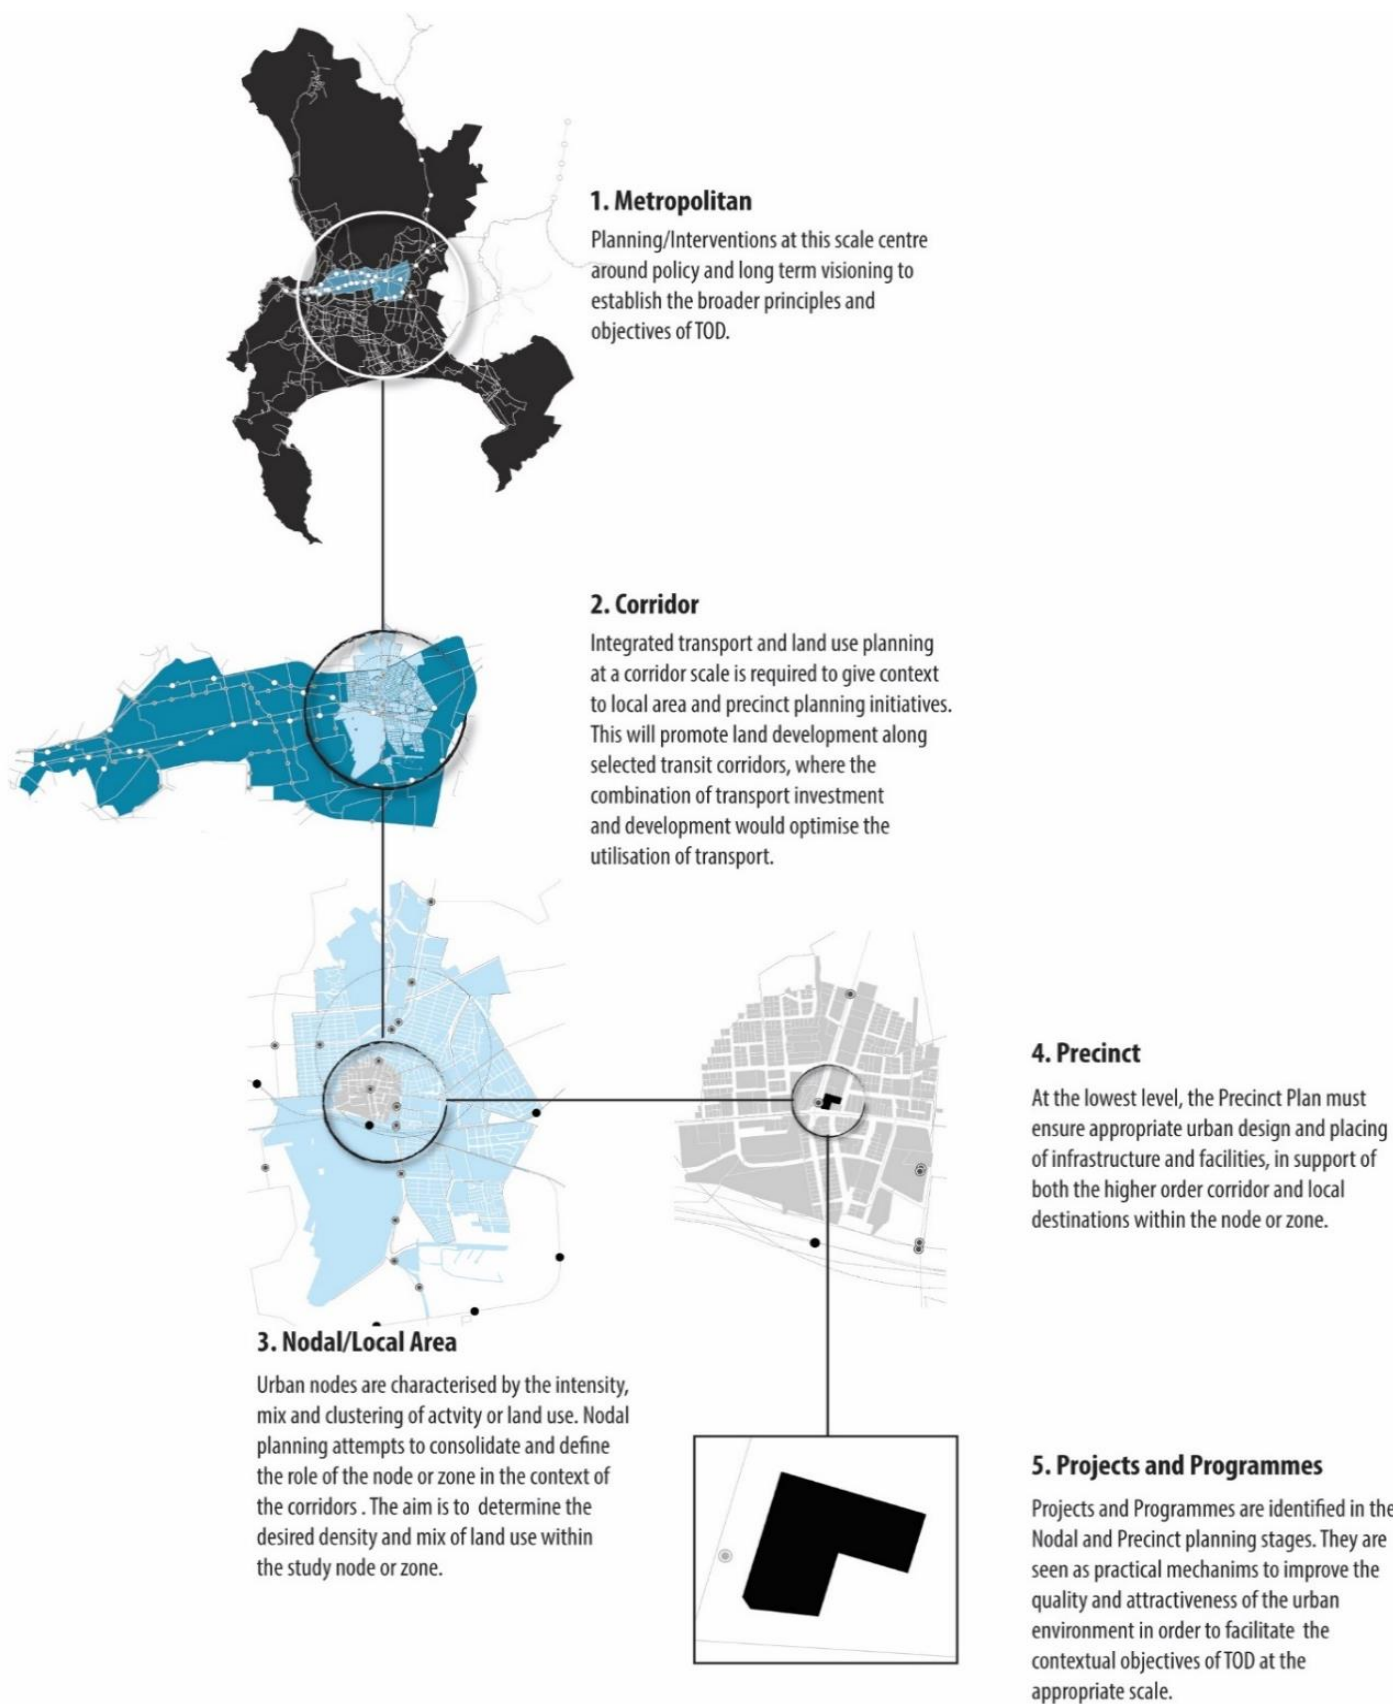 1. Metropolitan
Planning/Interventions at this scale centre
around policy and long term visioning to
establish the broader principles and
objectives of TOD.
2. Corridor
Integrated transport and land use planning
at a corridor scale is required to give context
to local area and precinct planning initiatives.
This will promote land development along
selected transit corridors, where the
combination of transport investment
and development would optimise the
utilisation of transport.
3. Nodal/Local Area
Urban nodes are characterised by the intensity,
mix and clustering of actvity or land use. Nodal
planning attempts to consolidate and define
the role of the node or zone in the context of
the corridors . The aim is to determine the
desired density and mix of land use within
the study node or zone.
4. Precinct
At the lowest level, the Precinct Plan must
ensure appropriate urban design and placing
of infrastructure and facilities, in support of
both the higher order corridor and local
destinations within the node or zone.
5. Projects and Programmes
Projects and Programmes are identified in the
Nodal and Precinct planning stages. They are
seen as practical mechanims to improve the
quality and attractiveness of the urban
environment in order to facilitate the
contextual objectives of TOD at the
appropriate scale.